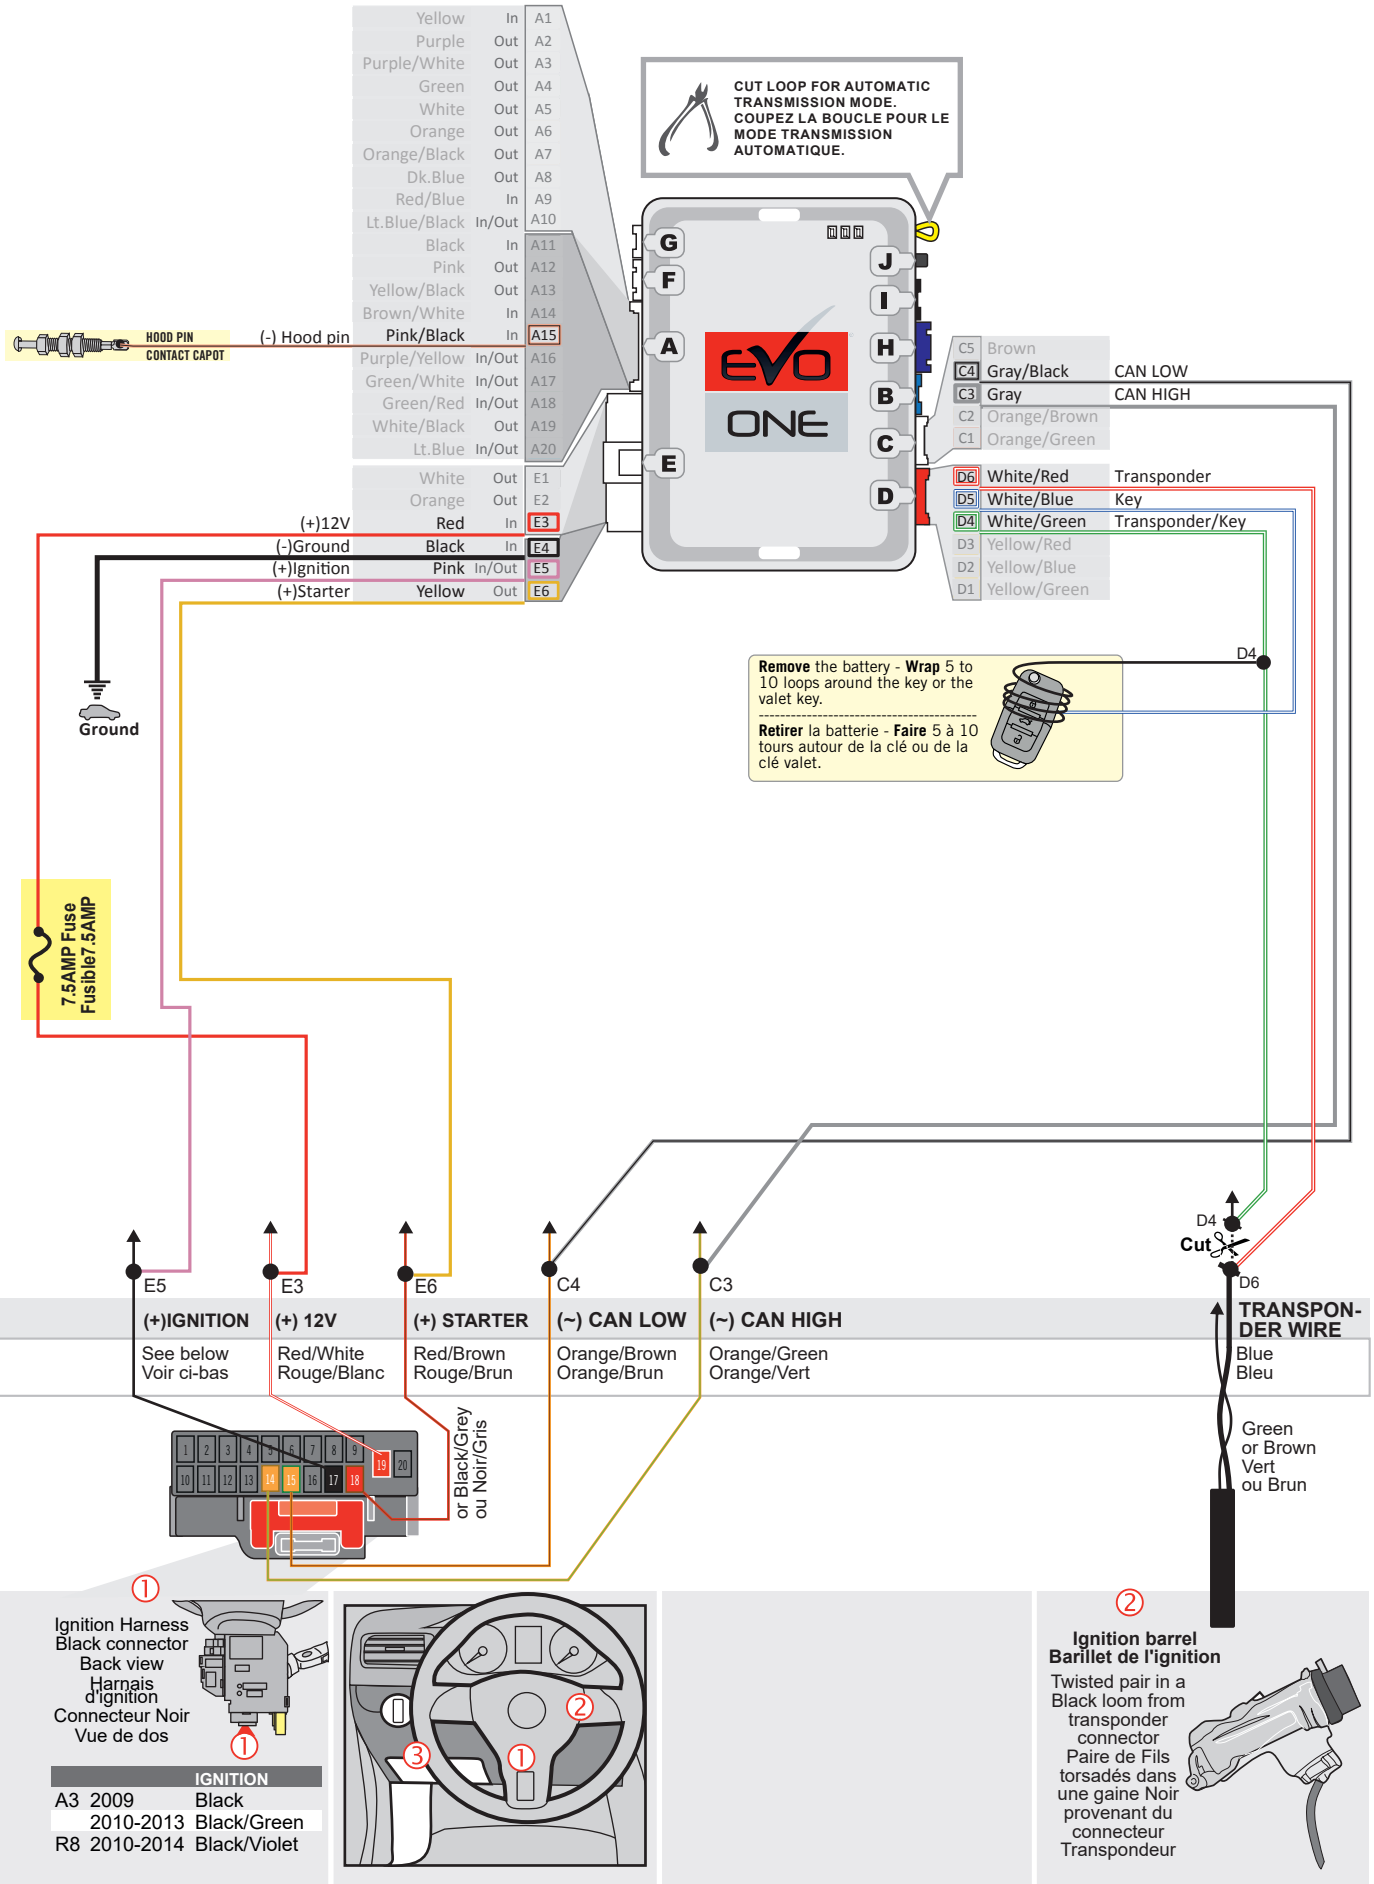 Yellow In A1
Purple Out A2
Purple/White Out A3
Green Out A4
White Out A5
Orange Out A6
Orange/Black Out A7
Dk.Blue Out A8
Red/Blue In A9
Lt.Blue/Black In/Out A10
Black In A11
Pink Out A12
Yellow/Black Out A13
Brown/White In A14
(-) Hood pin Pink/Black In A15
Purple/Yellow In/Out A16
Green/White In/Out A17
Green/Red In/Out A18
White/Black Out A19
Lt.Blue In/Out A20
HOOD PIN
CONTACT CAPOT
White Out E1
Orange Out E2
(+)12V Red In E3
(-)Ground Black In E4
(+)Ignition Pink In/Out E5
(+)Starter Yellow Out E6
CUT LOOP FOR AUTOMATIC
TRANSMISSION MODE.
COUPEZ LA BOUCLE POUR LE
MODE TRANSMISSION
AUTOMATIQUE.
G
F
A
E
J
I
H
B
C
D
EVO
ONE
C5 Brown
C4 Gray/Black CAN LOW
C3 Gray CAN HIGH
C2 Orange/Brown
C1 Orange/Green
D6 White/Red Transponder
D5 White/Blue Key
D4 White/Green Transponder/Key
D3 Yellow/Red
D2 Yellow/Blue
D1 Yellow/Green
Ground
D4
Remove the battery - Wrap 5 to
10 loops around the key or the
valet key.
Retirer la batterie - Faire 5 à 10
tours autour de la clé ou de la
clé valet.
7.5AMP Fuse
Fusible7.5AMP
E5
E3
E6
C4
C3
D4
Cut
D6
(+)IGNITION
(+) 12V
(+) STARTER
(~) CAN LOW
(~) CAN HIGH
TRANSPON-
DER WIRE
See below
Voir ci-bas
Red/White
Rouge/Blanc
Red/Brown
Rouge/Brun
Orange/Brown
Orange/Brun
Orange/Green
Orange/Vert
Blue
Bleu
or Black/Grey
ou Noir/Gris
Green
or Brown
Vert
ou Brun
1 2 3 4 5 6 7 8 9
19 20
10 11 12 13 14 15 16 17 18
1
Ignition Harness
Black connector
Back view
Harnais
d'ignition
Connecteur Noir
Vue de dos
1
IGNITION
A3 2009 Black
2010-2013 Black/Green
R8 2010-2014 Black/Violet
2
3
1
2
Ignition barrel
Barillet de l'ignition
Twisted pair in a
Black loom from
transponder
connector
Paire de Fils
torsadés dans
une gaine Noir
provenant du
connecteur
Transpondeur